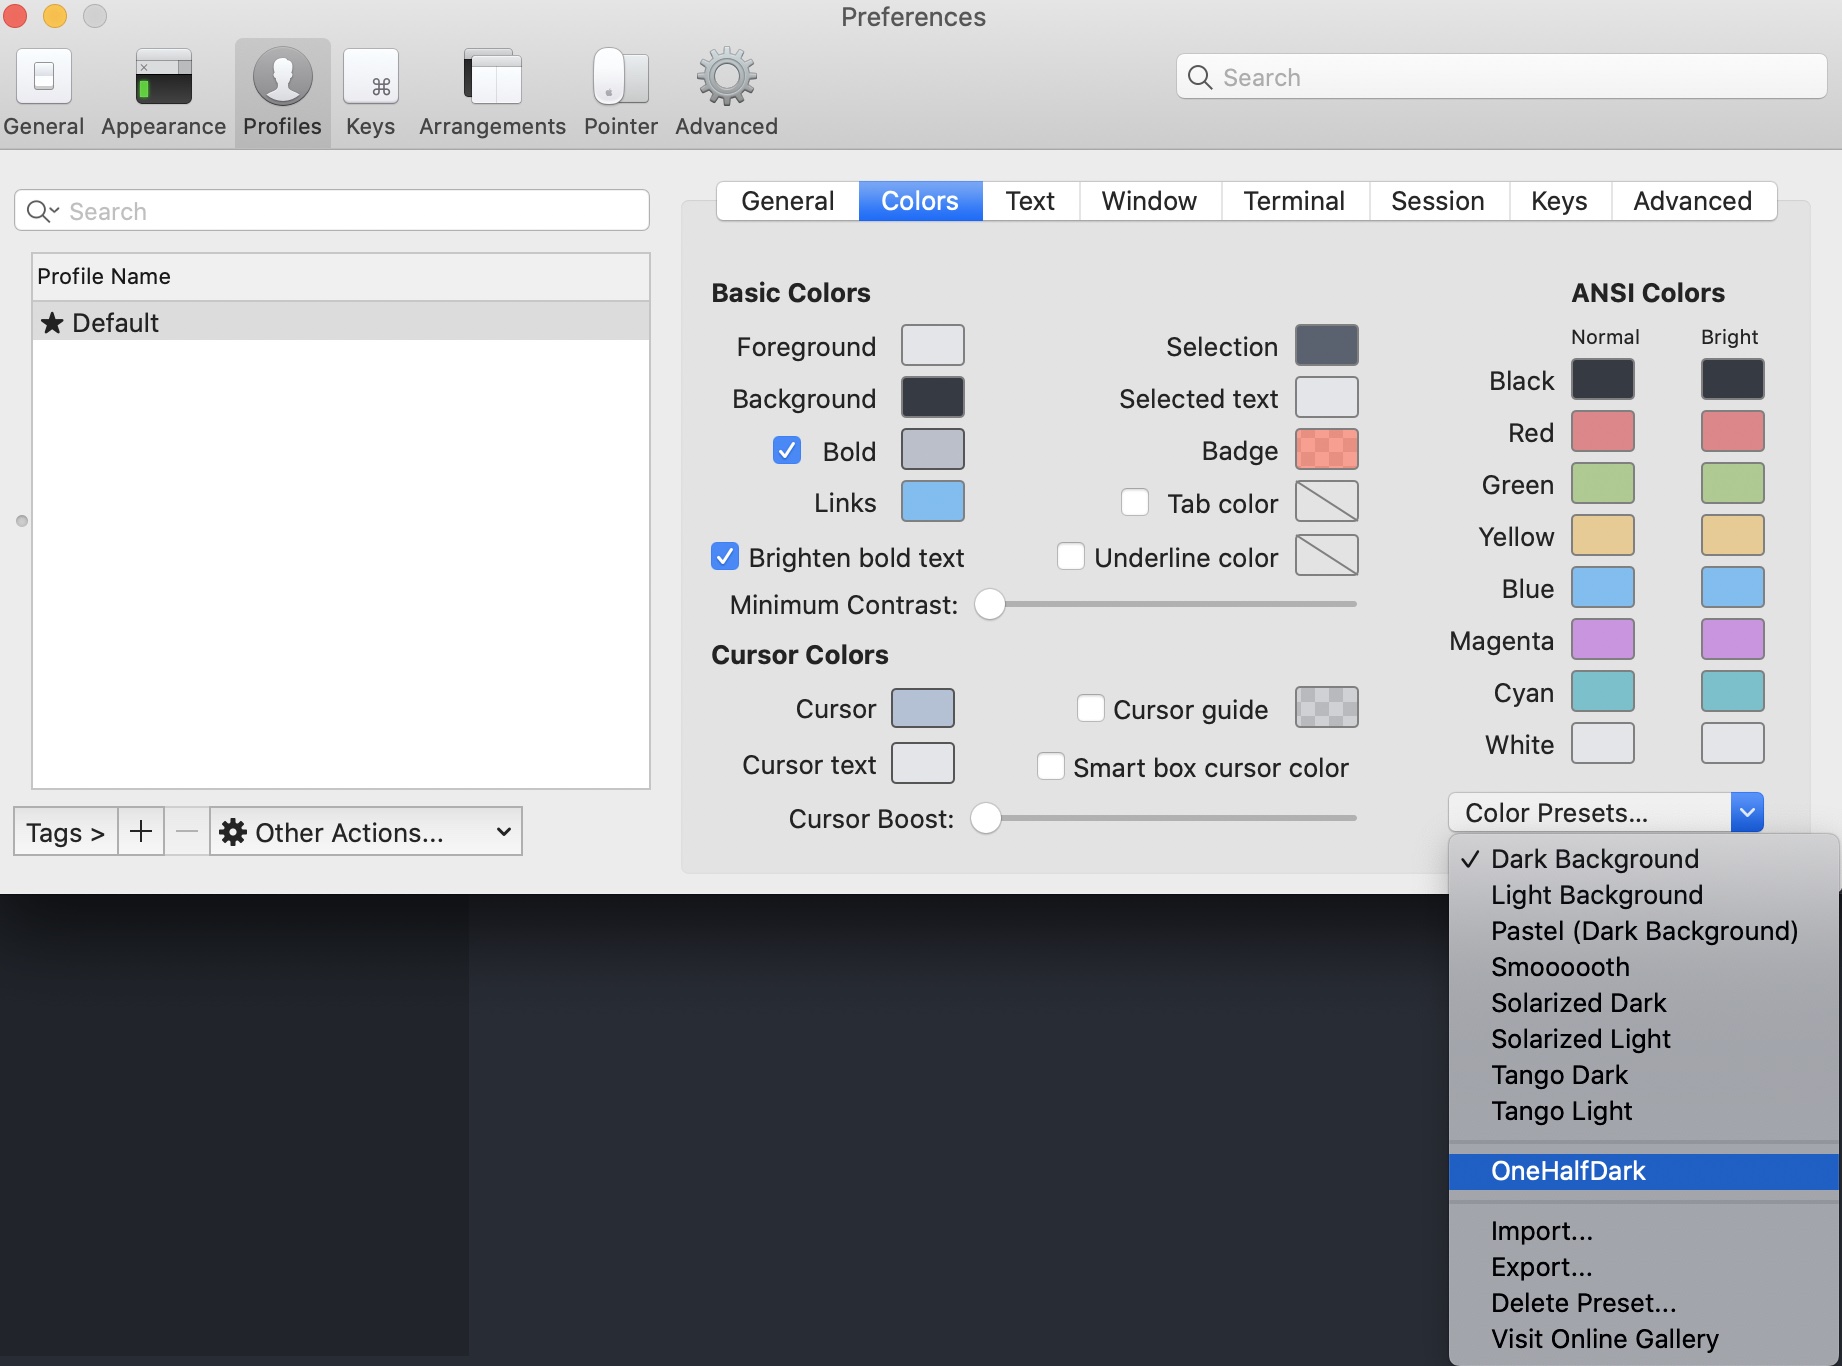 Preferences
General Appearance Profiles Keys Arrangements Pointer Advanced
Search
Search
General Colors Text Window Terminal Session Keys Advanced
Profile Name
★ Default
Tags > + − Other Actions...
Basic Colors
Foreground
Background
Bold
Links
Brighten bold text
Selection
Selected text
Badge
Tab color
Underline color
Minimum Contrast:
Cursor Colors
Cursor
Cursor text
Cursor guide
Smart box cursor color
Cursor Boost:
ANSI Colors
Normal Bright
Black
Red
Green
Yellow
Blue
Magenta
Cyan
White
Color Presets...
✓ Dark Background
Light Background
Pastel (Dark Background)
Smoooooth
Solarized Dark
Solarized Light
Tango Dark
Tango Light
OneHalfDark
Import...
Export...
Delete Preset...
Visit Online Gallery